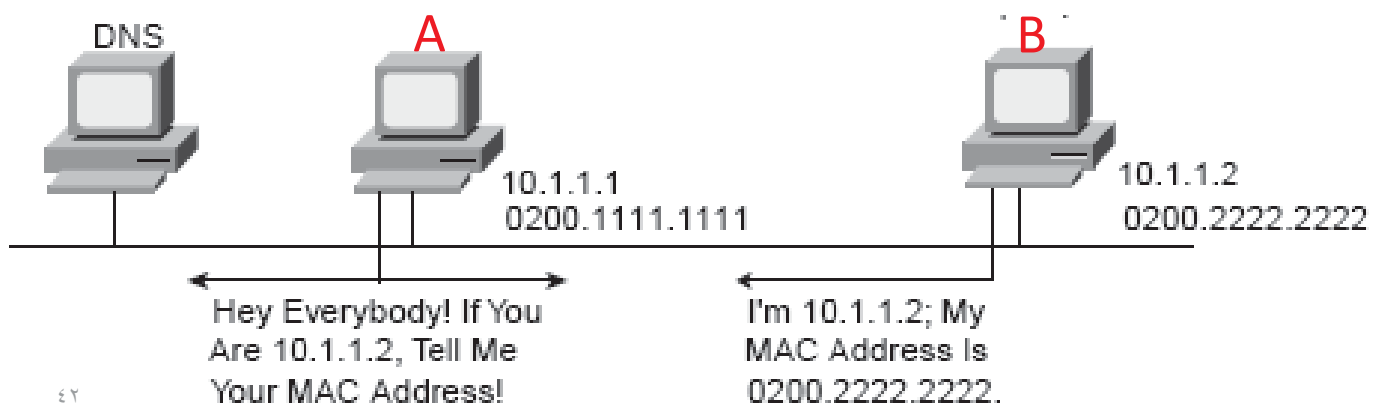 DNS
A
B
10.1.1.1
0200.1111.1111
10.1.1.2
0200.2222.2222
Hey Everybody! If You
Are 10.1.1.2, Tell Me
Your MAC Address!
I'm 10.1.1.2; My
MAC Address Is
0200.2222.2222.
٤٢